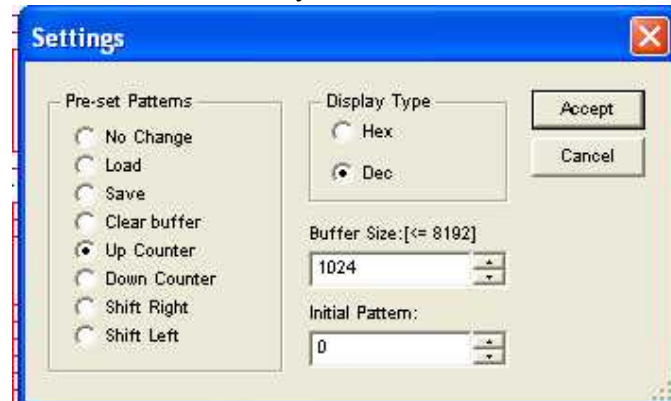 Settings
Pre-set Patterns
No Change
Load
Save
Clear buffer
Up Counter
Down Counter
Shift Right
Shift Left
Display Type
Hex
Dec
Buffer Size:[<= 8192]
1024
Initial Pattern:
0
Accept
Cancel